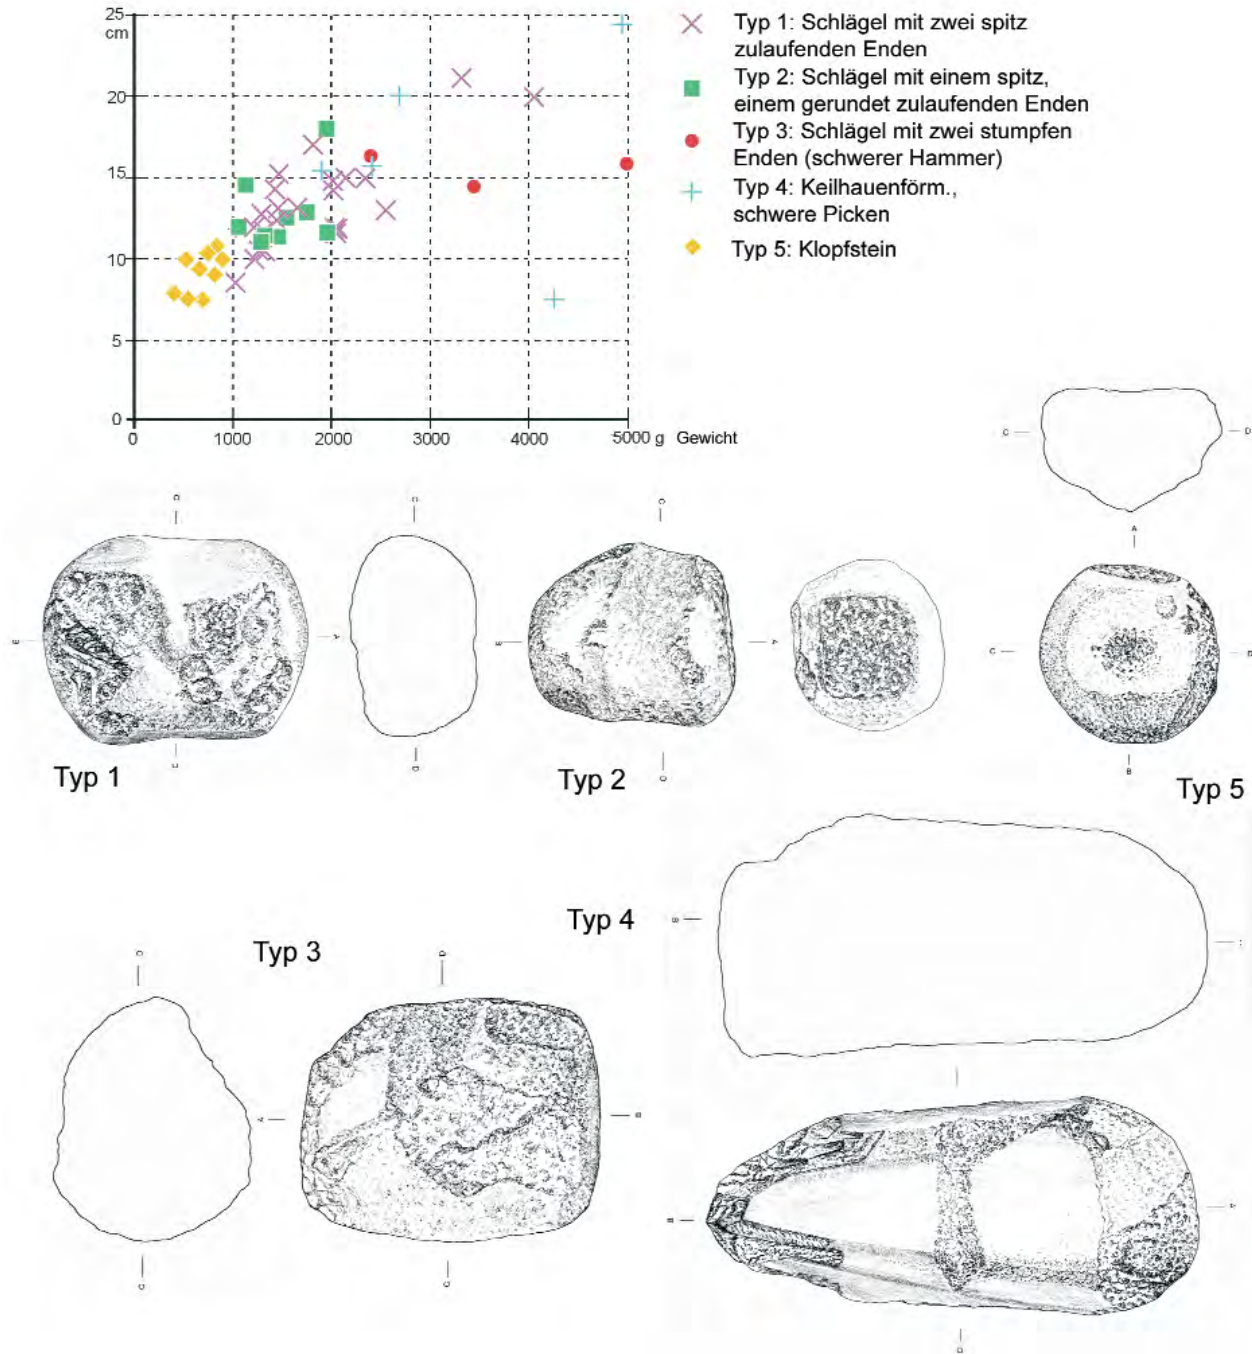 25
cm
20
15
10
5
0
0 1000 2000 3000 4000 5000 g Gewicht
Typ 1: Schlägel mit zwei spitz
zulaufenden Enden
Typ 2: Schlägel mit einem spitz,
einem gerundet zulaufenden Enden
Typ 3: Schlägel mit zwei stumpfen
Enden (schwerer Hammer)
Typ 4: Keilhauenförm.,
schwere Picken
Typ 5: Klopfstein
Typ 1
Typ 2
Typ 5
Typ 4
Typ 3